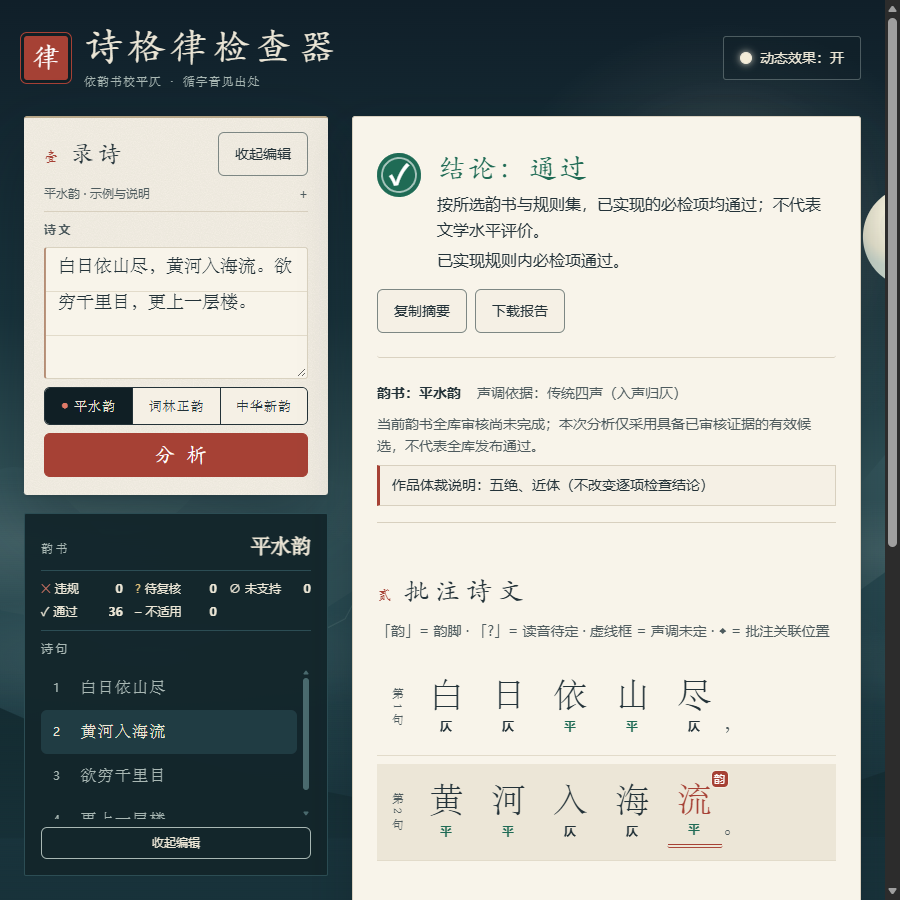 律
诗格律检查器
依韵书校平仄 · 循字音见出处
动态效果：开
壹 录诗
收起编辑
平水韵 · 示例与说明 +
诗文
白日依山尽，黄河入海流。欲
穷千里目，更上一层楼。
平水韵 词林正韵 中华新韵
分析
韵书 平水韵
× 违规 0 ? 待复核 0 ∅ 未支持 0
✓ 通过 36 – 不适用 0
诗句
1 白日依山尽
2 黄河入海流
3 欲穷千里目
4 更上一层楼
收起编辑
结论：通过
按所选韵书与规则集，已实现的必检项均通过；不代表
文学水平评价。
已实现规则内必检项通过。
复制摘要 下载报告
韵书：平水韵 声调依据：传统四声（入声归仄）
当前韵书全库审核尚未完成；本次分析仅采用具备已审核证据的有效候
选，不代表全库发布通过。
作品体裁说明：五绝、近体（不改变逐项检查结论）
贰 批注诗文
「韵」= 韵脚 · 「?」= 读音待定 · 虚线框 = 声调未定 · ◆ = 批注关联位置
第1句
白 日 依 山 尽 ，
仄 仄 平 平 仄
第2句
黄 河 入 海 流 。
韵
平 平 仄 仄 平